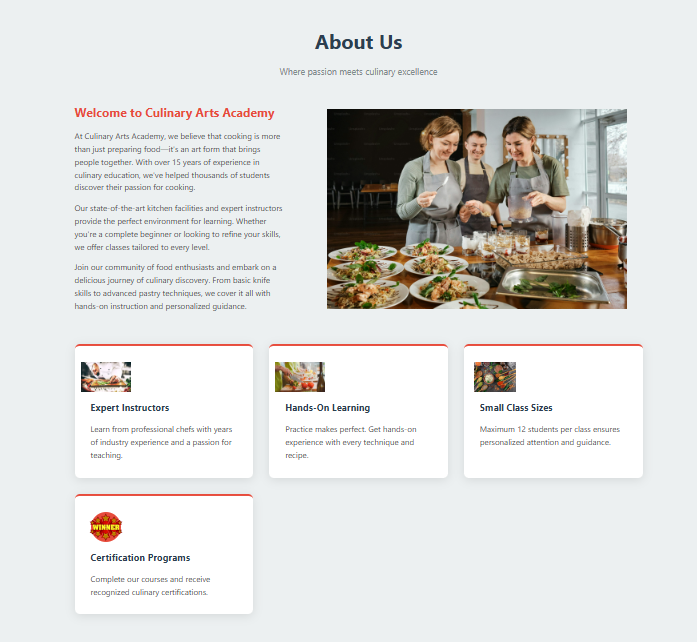 About Us
Where passion meets culinary excellence
Welcome to Culinary Arts Academy
At Culinary Arts Academy, we believe that cooking is more
than just preparing food—it's an art form that brings
people together. With over 15 years of experience in
culinary education, we've helped thousands of students
discover their passion for cooking.
Our state-of-the-art kitchen facilities and expert instructors
provide the perfect environment for learning. Whether
you're a complete beginner or looking to refine your skills,
we offer classes tailored to every level.
Join our community of food enthusiasts and embark on a
delicious journey of culinary discovery. From basic knife
skills to advanced pastry techniques, we cover it all with
hands-on instruction and personalized guidance.
Expert Instructors
Learn from professional chefs with years
of industry experience and a passion for
teaching.
Hands-On Learning
Practice makes perfect. Get hands-on
experience with every technique and
recipe.
Small Class Sizes
Maximum 12 students per class ensures
personalized attention and guidance.
WINNER
Certification Programs
Complete our courses and receive
recognized culinary certifications.